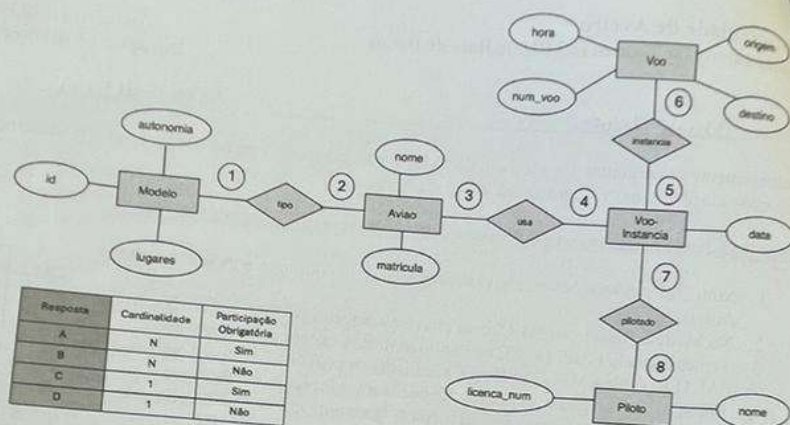 hora
Voo
origem
num_voo
destino
6
instancia
autonomia
id
Modelo
1
tipo
2
nome
Aviao
3
usa
4
5
Voo-
Instancia
data
lugares
matricula
7
pilotado
8
licenca_num
Piloto
nome
Resposta Cardinalidade Participação
Obrigatória
A N Sim
B N Não
C 1 Sim
D 1 Não